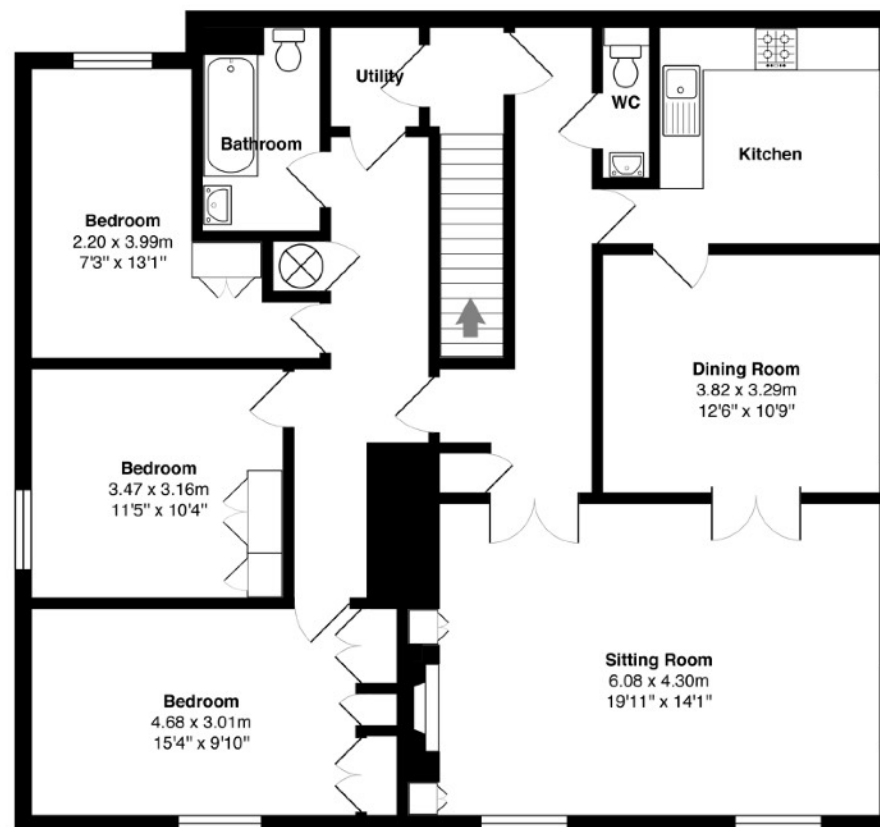 Utility
WC
Bathroom
Kitchen
Bedroom
2.20 x 3.99m
7'3" x 13'1"
Dining Room
3.82 x 3.29m
12'6" x 10'9"
Bedroom
3.47 x 3.16m
11'5" x 10'4"
Sitting Room
6.08 x 4.30m
19'11" x 14'1"
Bedroom
4.68 x 3.01m
15'4" x 9'10"